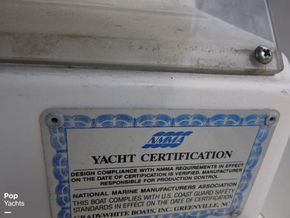 NMMA
YACHT CERTIFICATION
DESIGN COMPLIANCE WITH NMMA REQUIREMENTS IN EFFECT
ON THE DATE OF CERTIFICATION IS VERIFIED. MANUFACTURER
RESPONSIBLE FOR PRODUCTION CONTROL.
NATIONAL MARINE MANUFACTURERS ASSOCIATION
THIS BOAT COMPLIES WITH U.S. COAST GUARD SAFETY
STANDARDS IN EFFECT ON THE DATE OF CERTIFICATION
GRADY-WHITE BOATS, INC. GREENVILLE, NC
Pop
Yachts